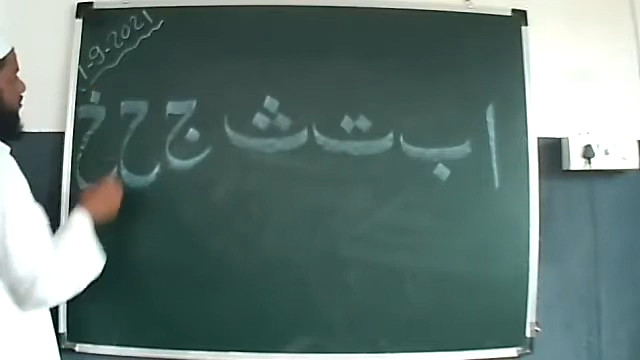 1-9-2021
ا ب ت ث ج ح خ